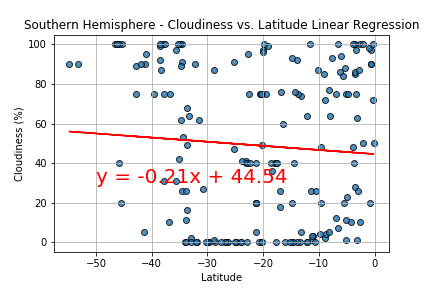 Southern Hemisphere - Cloudiness vs. Latitude Linear Regression
100
80
60
40
20
0
Cloudiness (%)
y = -0.21x + 44.54
−50 −40 −30 −20 −10 0
Latitude